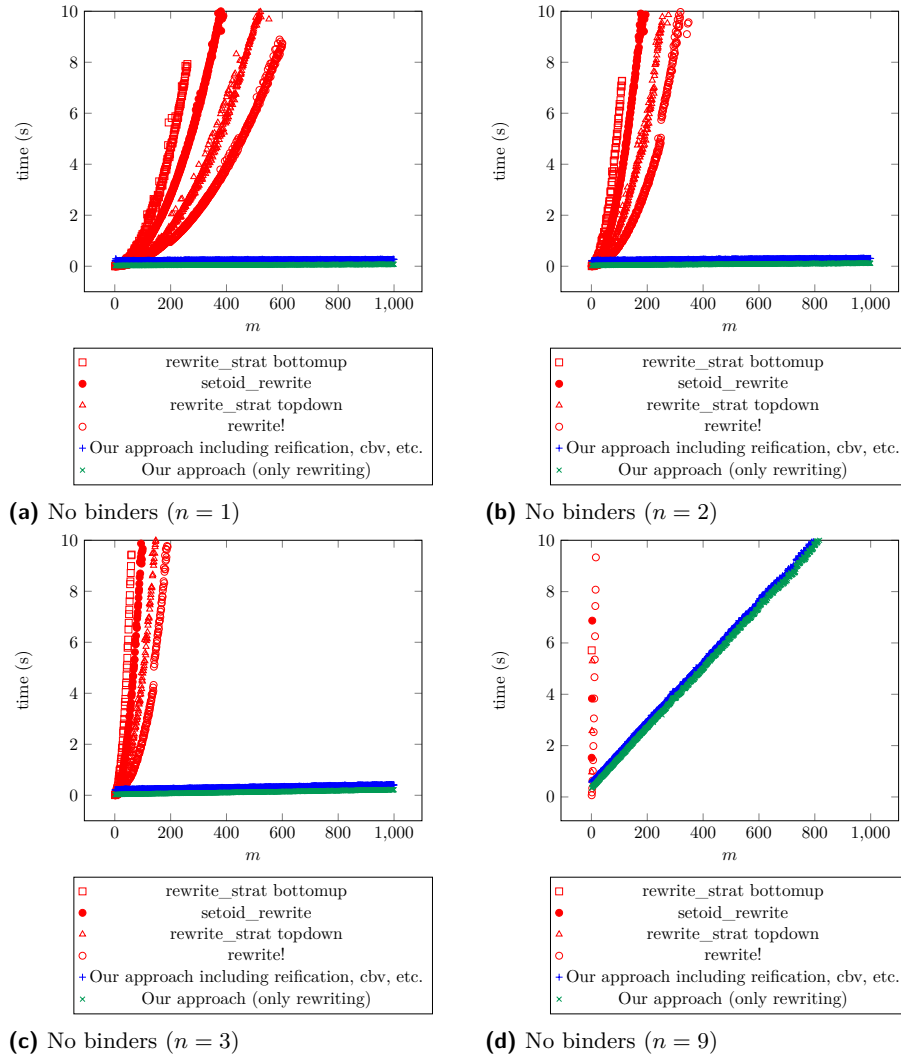 10
8
6
4
2
0
time (s)
0 200 400 600 800 1,000
m
rewrite_strat bottomup
setoid_rewrite
rewrite_strat topdown
rewrite!
Our approach including reification, cbv, etc.
Our approach (only rewriting)
(a) No binders (n = 1)
10
8
6
4
2
0
time (s)
0 200 400 600 800 1,000
m
rewrite_strat bottomup
setoid_rewrite
rewrite_strat topdown
rewrite!
Our approach including reification, cbv, etc.
Our approach (only rewriting)
(b) No binders (n = 2)
10
8
6
4
2
0
time (s)
0 200 400 600 800 1,000
m
rewrite_strat bottomup
setoid_rewrite
rewrite_strat topdown
rewrite!
Our approach including reification, cbv, etc.
Our approach (only rewriting)
(c) No binders (n = 3)
10
8
6
4
2
0
time (s)
0 200 400 600 800 1,000
m
rewrite_strat bottomup
setoid_rewrite
rewrite_strat topdown
rewrite!
Our approach including reification, cbv, etc.
Our approach (only rewriting)
(d) No binders (n = 9)